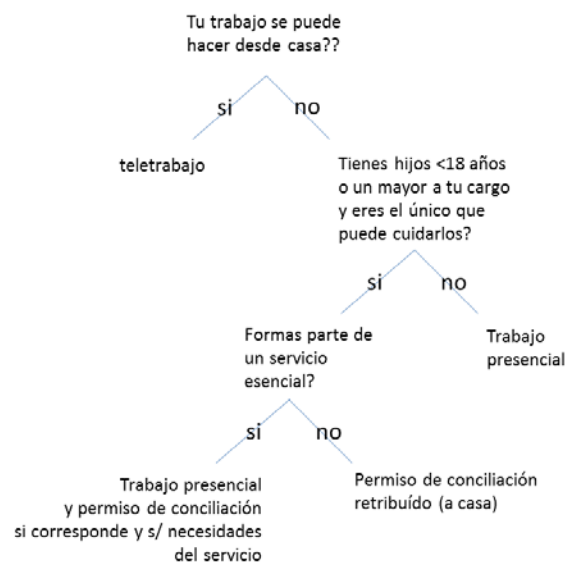 Tu trabajo se puede
hacer desde casa??
si
no
teletrabajo
Tienes hijos <18 años
o un mayor a tu cargo
y eres el único que
puede cuidarlos?
si
no
Formas parte de
un servicio
esencial?
Trabajo
presencial
si
no
Trabajo presencial
y permiso de conciliación
si corresponde y s/ necesidades
del servicio
Permiso de conciliación
retribuído (a casa)